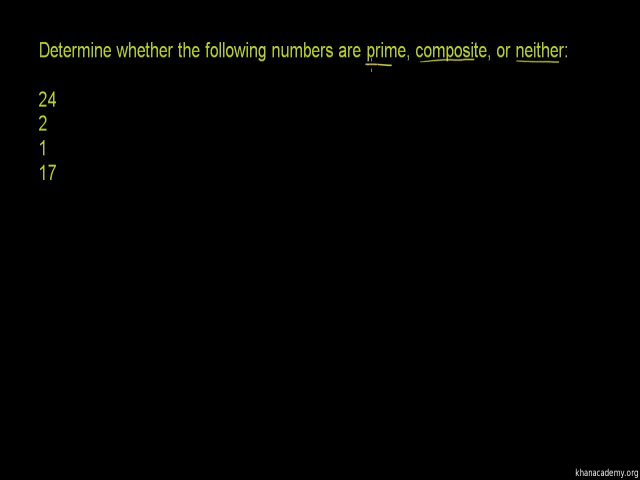 Determine whether the following numbers are prime, composite, or neither:
24
2
1
17
khanacademy.org